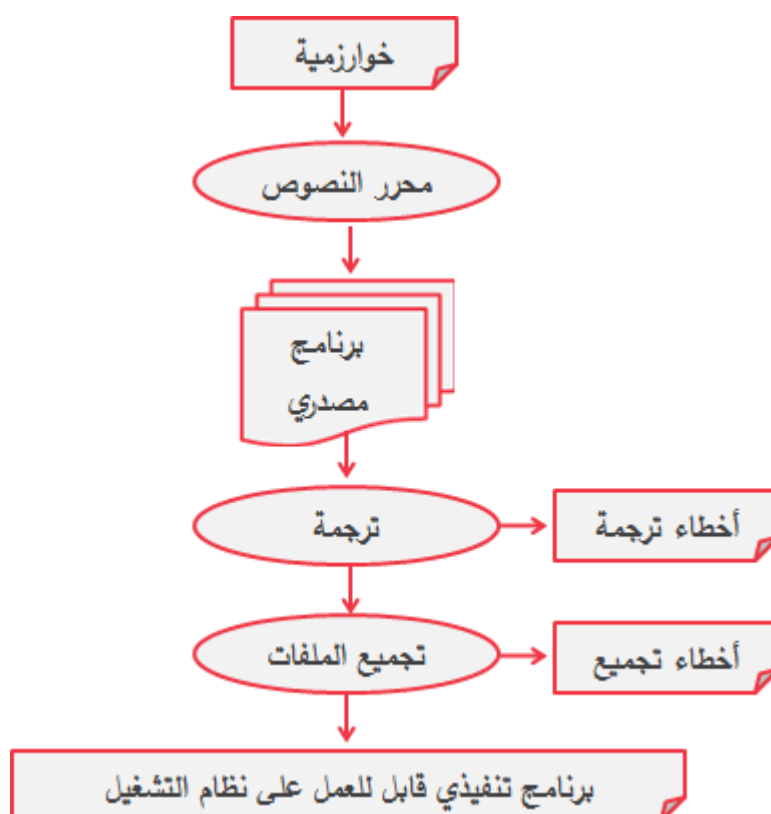 خوارزمية
محرر النصوص
برنامج
مصدري
ترجمة
أخطاء ترجمة
تجميع الملفات
أخطاء تجميع
برنامج تنفيذي قابل للعمل على نظام التشغيل